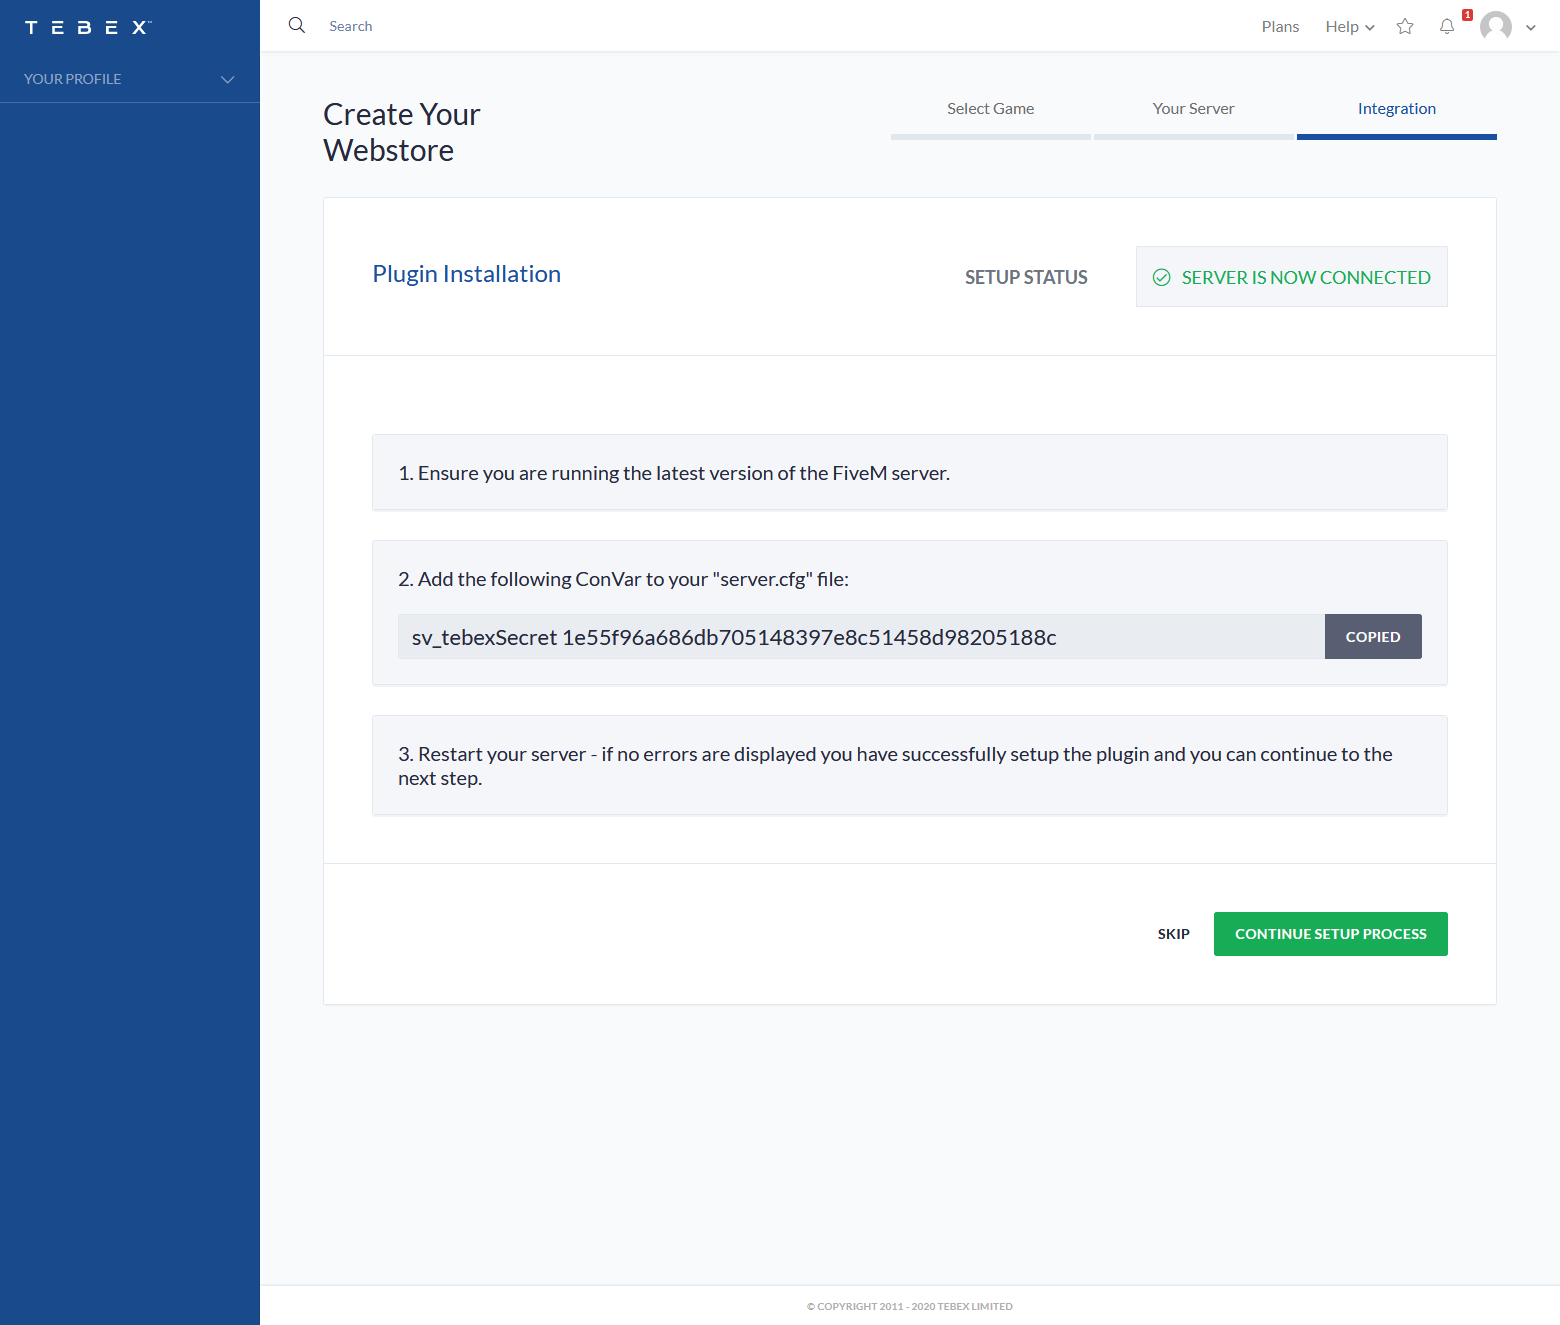 TEBEX™
Search
Plans
Help
1
YOUR PROFILE
Create Your
Webstore
Select Game
Your Server
Integration
Plugin Installation
SETUP STATUS
SERVER IS NOW CONNECTED
1. Ensure you are running the latest version of the FiveM server.
2. Add the following ConVar to your "server.cfg" file:
sv_tebexSecret 1e55f96a686db705148397e8c51458d98205188c
COPIED
3. Restart your server - if no errors are displayed you have successfully setup the plugin and you can continue to the
next step.
SKIP
CONTINUE SETUP PROCESS
© COPYRIGHT 2011 - 2020 TEBEX LIMITED